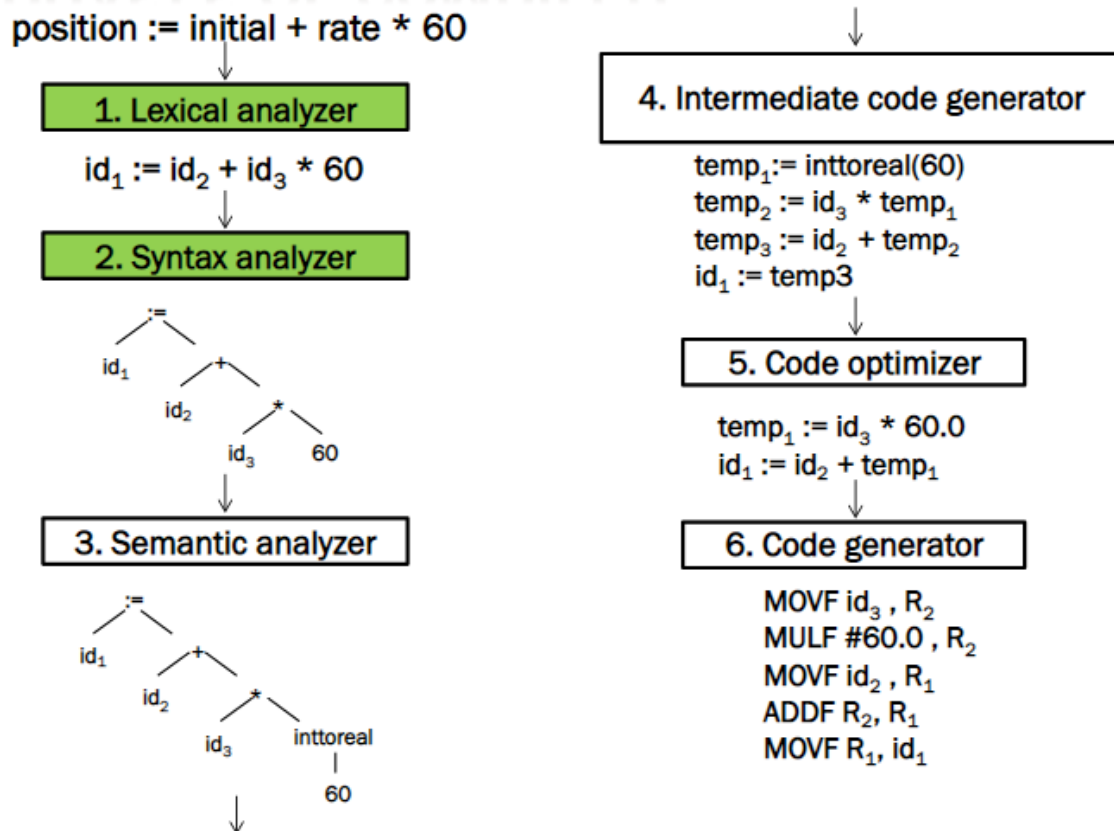 position := initial + rate * 60
1. Lexical analyzer
id₁ := id₂ + id₃ * 60
2. Syntax analyzer
:=
id₁ +
id₂ *
id₃ 60
3. Semantic analyzer
:=
id₁ +
id₂ *
id₃ inttoreal
60
4. Intermediate code generator
temp₁:= inttoreal(60)
temp₂ := id₃ * temp₁
temp₃ := id₂ + temp₂
id₁ := temp3
5. Code optimizer
temp₁ := id₃ * 60.0
id₁ := id₂ + temp₁
6. Code generator
MOVF id₃ , R₂
MULF #60.0 , R₂
MOVF id₂ , R₁
ADDF R₂, R₁
MOVF R₁, id₁